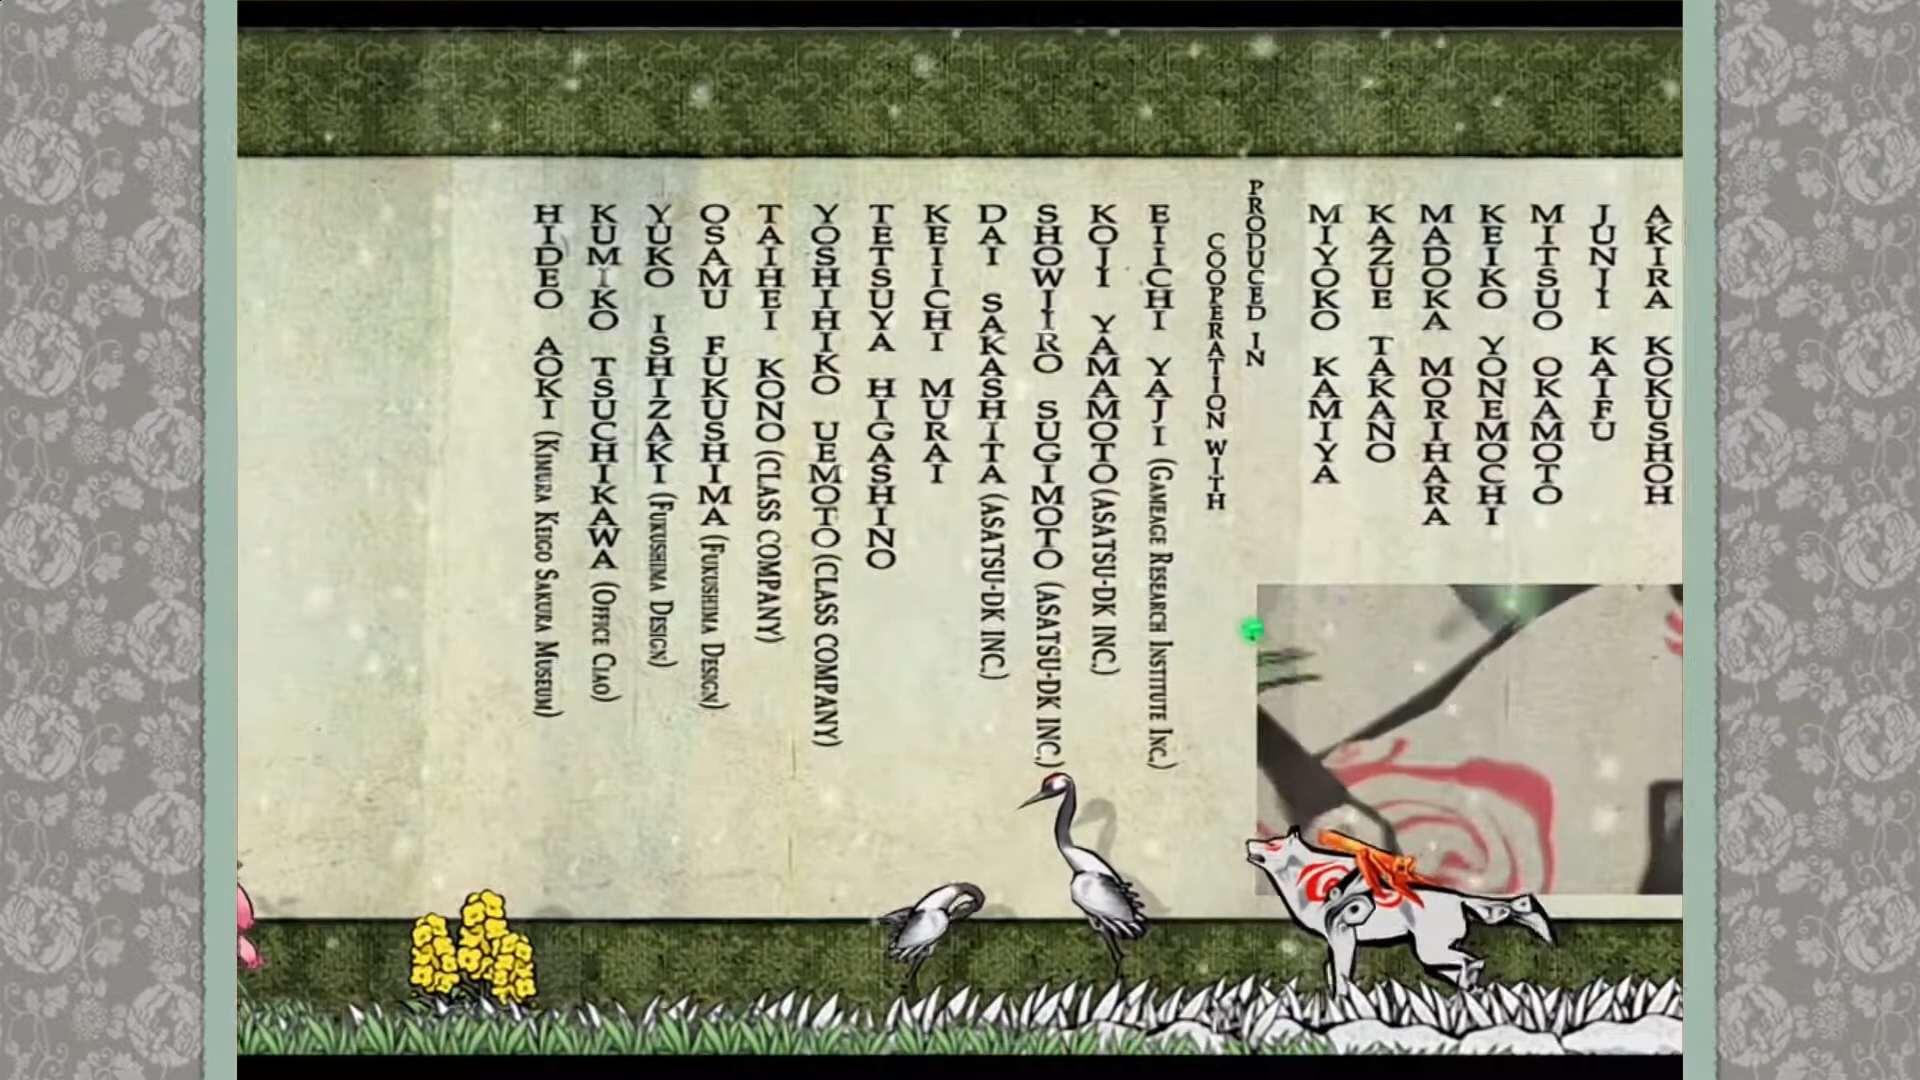 AKIRA KOKUSHOH
JUNJI KAIFU
MITSUO OKAMOTO
KEIKO YONEMOCHI
MADOKA MORIHARA
KAZUE TAKANO
MIYOKO KAMIYA
PRODUCED IN
COOPERATION WITH
EIICHI YAJI (GAMEAGE RESEARCH INSTITUTE INC.)
KOJI YAMAMOTO (ASATSU-DK INC.)
SHOWJIRO SUGIMOTO (ASATSU-DK INC.)
DAI SAKASHITA (ASATSU-DK INC.)
KEIICHI MURAI
TETSUYA HIGASHINO
YOSHIHIKO UEMOTO (CLASS COMPANY)
TAIHEI KONO (CLASS COMPANY)
OSAMU FUKUSHIMA (FUKUSHIMA DESIGN)
YUKO ISHIZAKI (FUKUSHIMA DESIGN)
KUMIKO TSUCHIKAWA (OFFICE CIAO)
HIDEO AOKI (KIMURA KEIGO SAKURA MUSEUM)